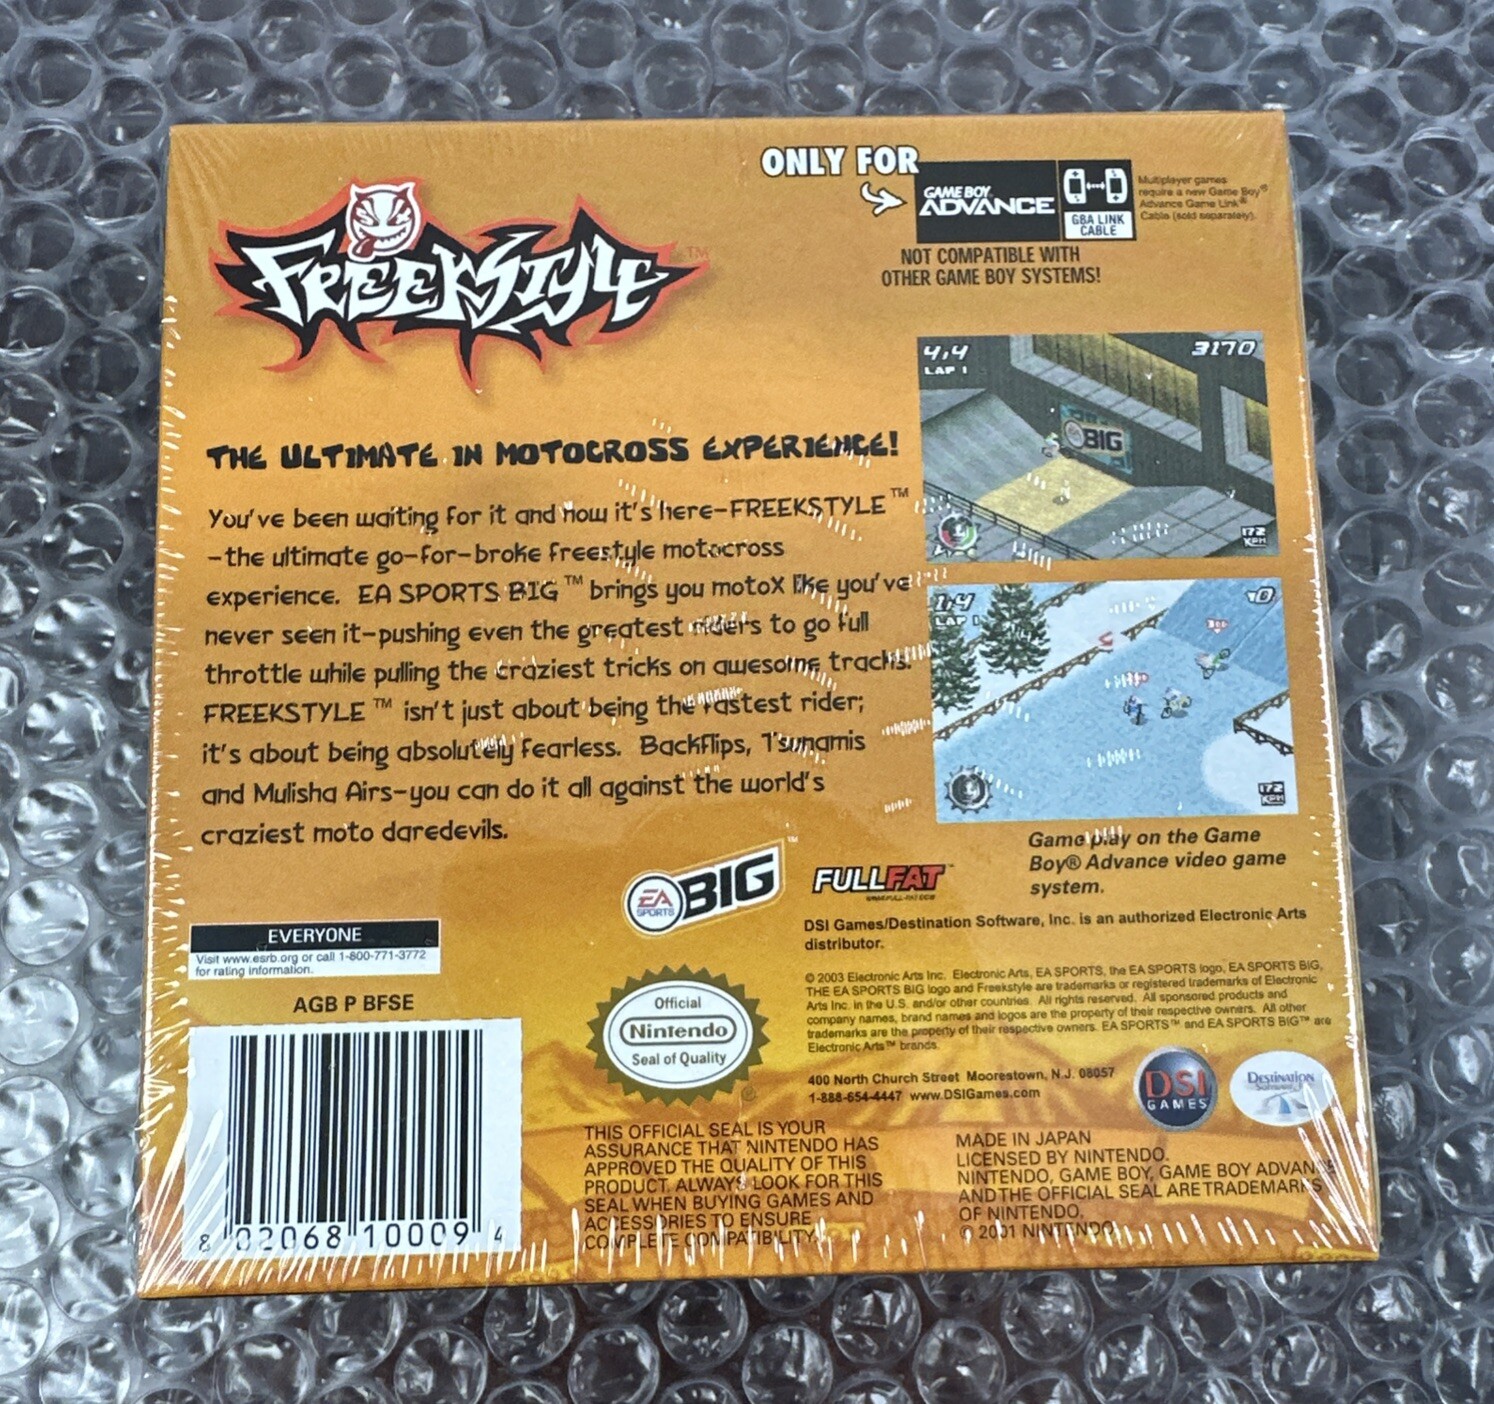 ONLY FOR
GAME BOY ADVANCE
GBA LINK
CABLE
Multiplayer games
require a new Game Boy®
Advance Game Link®
Cable (sold separately).
NOT COMPATIBLE WITH
OTHER GAME BOY SYSTEMS!
FREEKSTYLE™
4/4
LAP 1
3170
BIG
172
KPH
THE ULTIMATE IN MOTOCROSS EXPERIENCE!
You've been waiting for it and now it's here-FREEKSTYLE™
-the ultimate go-for-broke freestyle motocross
experience. EA SPORTS BIG™ brings you motoX like you've
never seen it-pushing even the greatest riders to go full
throttle while pulling the craziest tricks on awesome tracks.
FREEKSTYLE™ isn't just about being the fastest rider;
it's about being absolutely fearless. Backflips, Tsunamis
and Mulisha Airs-you can do it all against the world's
craziest moto daredevils.
1/4
LAP 1
0
172
KPH
Game play on the Game
Boy® Advance video game
system.
EA
SPORTS
BIG™
FULLFAT™
DSI Games/Destination Software, Inc. is an authorized Electronic Arts
distributor.
© 2003 Electronic Arts Inc. Electronic Arts, EA SPORTS, the EA SPORTS logo, EA SPORTS BIG,
THE EA SPORTS BIG logo and Freekstyle are trademarks or registered trademarks of Electronic
Arts Inc. in the U.S. and/or other countries. All rights reserved. All sponsored products and
company names, brand names and logos are the property of their respective owners. All other
trademarks are the property of their respective owners. EA SPORTS™ and EA SPORTS BIG™ are
Electronic Arts™ brands.
400 North Church Street Moorestown, N.J. 08057
1-888-654-4447 www.DSIGames.com
DSI
GAMES
DESTINATION
Software
EVERYONE
Visit www.esrb.org or call 1-800-771-3772
for rating information.
AGB P BFSE
8 02068 10009 4
Official
Nintendo
Seal of Quality
THIS OFFICIAL SEAL IS YOUR
ASSURANCE THAT NINTENDO HAS
APPROVED THE QUALITY OF THIS
PRODUCT. ALWAYS LOOK FOR THIS
SEAL WHEN BUYING GAMES AND
ACCESSORIES TO ENSURE
COMPLETE COMPATIBILITY.
MADE IN JAPAN
LICENSED BY NINTENDO.
NINTENDO, GAME BOY, GAME BOY ADVANCE
AND THE OFFICIAL SEAL ARE TRADEMARKS
OF NINTENDO.
© 2001 NINTENDO.